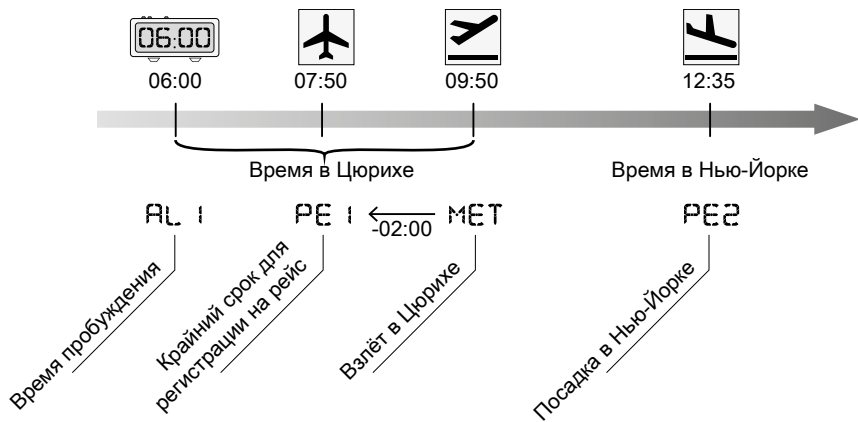 06:00
06:00 07:50 09:50 12:35
Время в Цюрихе Время в Нью-Йорке
AL 1 PE 1 MET PE2
-02:00
Время пробуждения
Крайний срок для
регистрации на рейс
Взлёт в Цюрихе
Посадка в Нью-Йорке